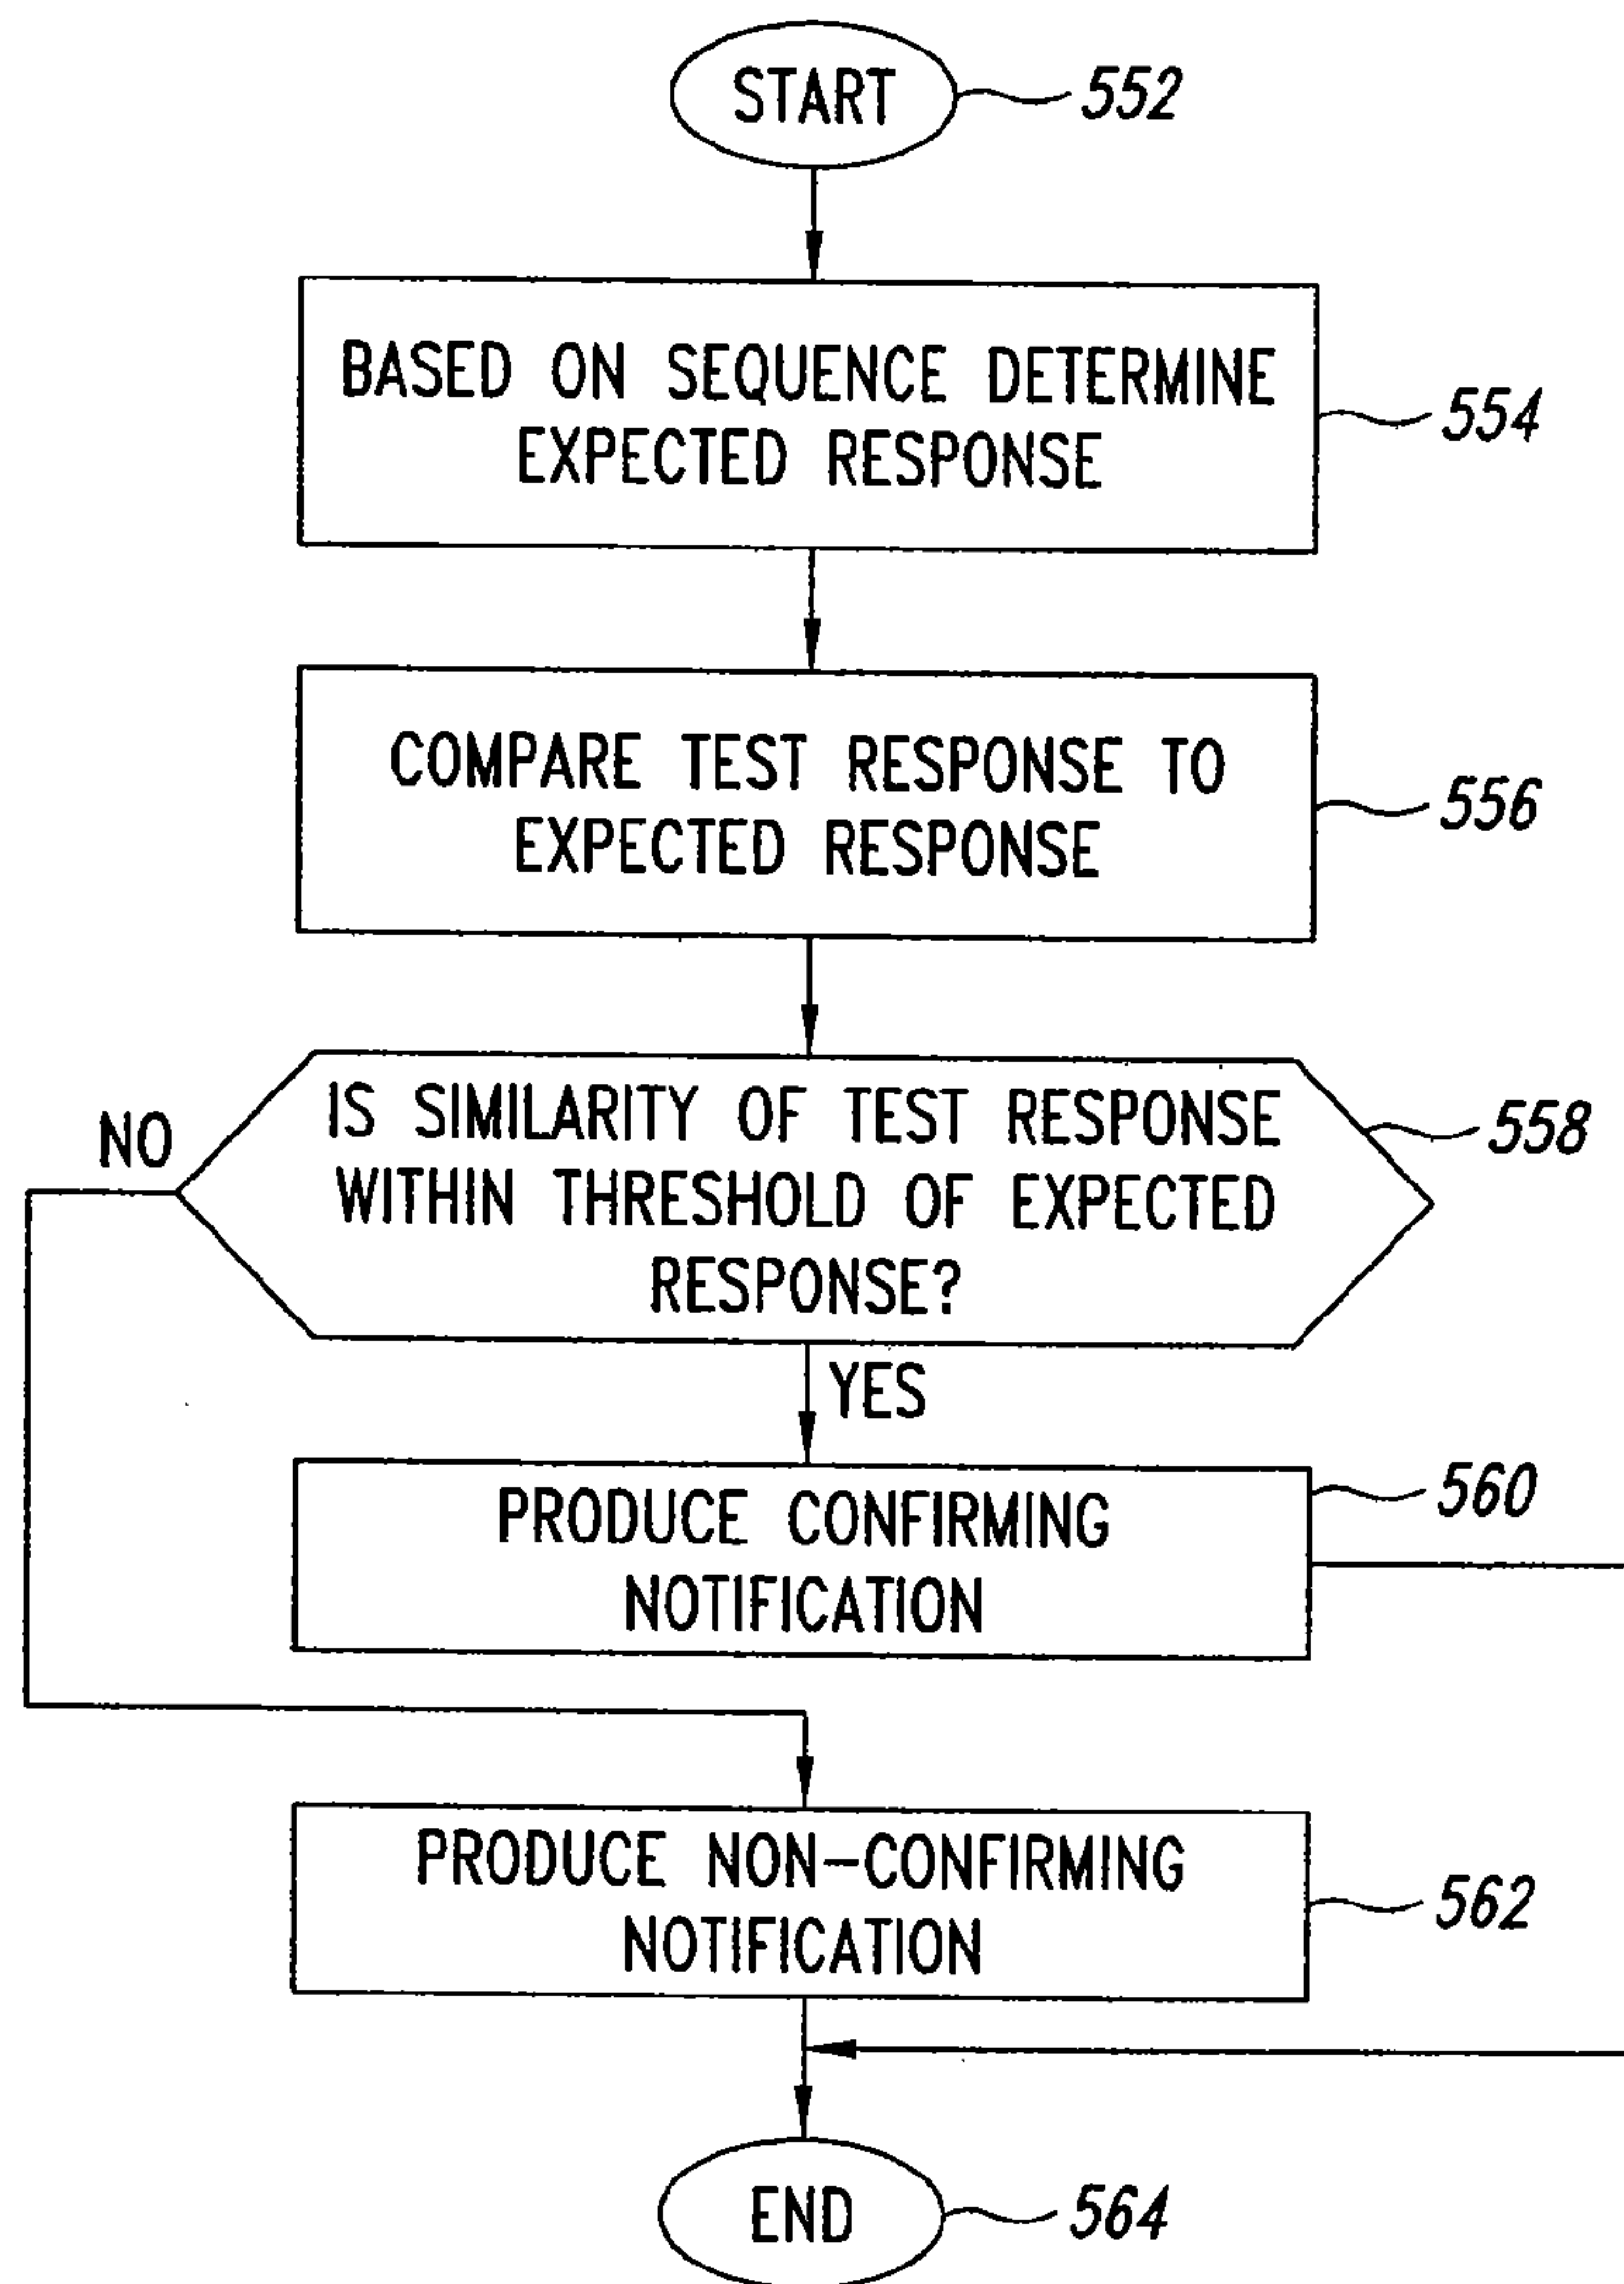 START
552
BASED ON SEQUENCE DETERMINE
EXPECTED RESPONSE
554
COMPARE TEST RESPONSE TO
EXPECTED RESPONSE
556
NO
IS SIMILARITY OF TEST RESPONSE
WITHIN THRESHOLD OF EXPECTED
RESPONSE?
558
YES
PRODUCE CONFIRMING
NOTIFICATION
560
PRODUCE NON-CONFIRMING
NOTIFICATION
562
END
564